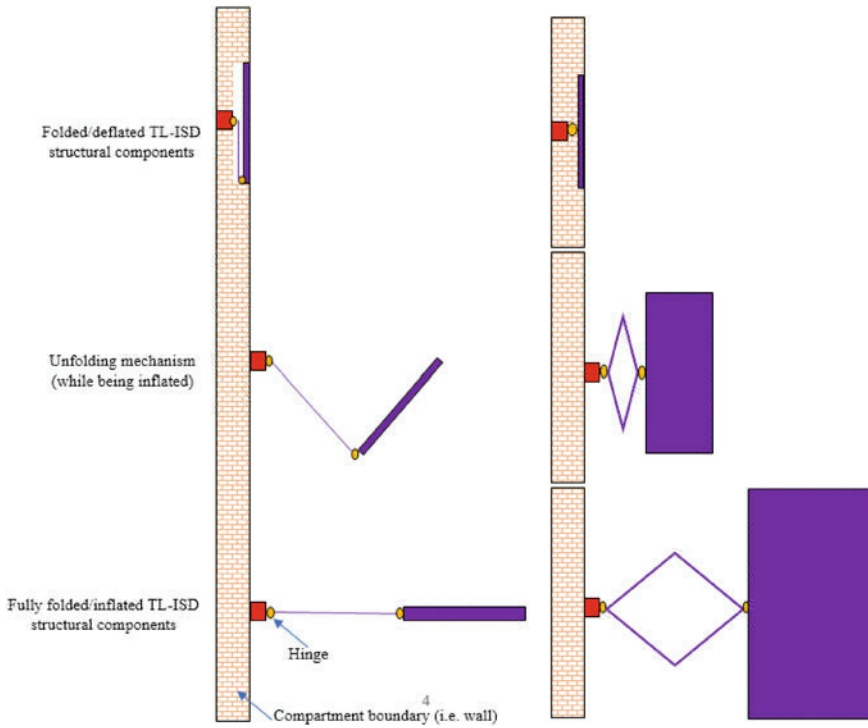 Folded/deflated TL-ISD
structural components
Unfolding mechanism
(while being inflated)
Fully folded/inflated TL-ISD
structural components
Hinge
4
Compartment boundary (i.e. wall)